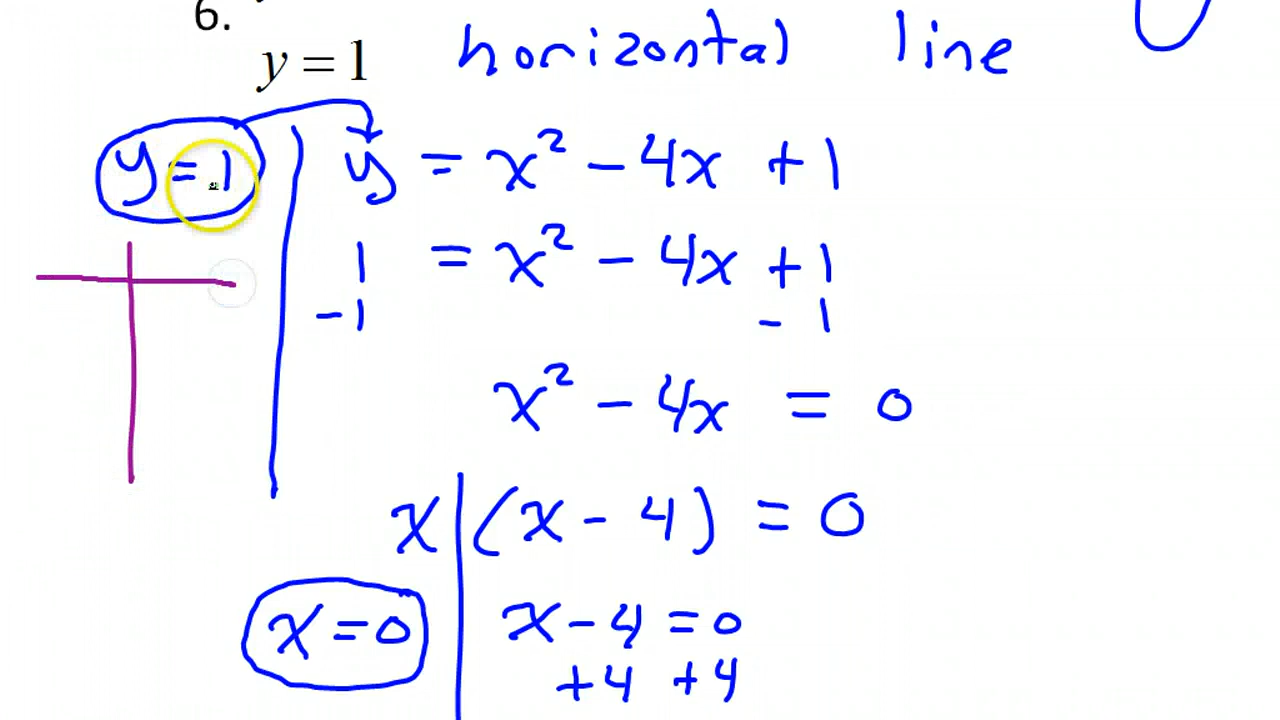 6.
y = 1 horizontal line
y = 1 y = x² - 4x + 1
1 = x² - 4x + 1
-1 - 1
x² - 4x = 0
x (x - 4) = 0
x = 0 x - 4 = 0
+4 +4